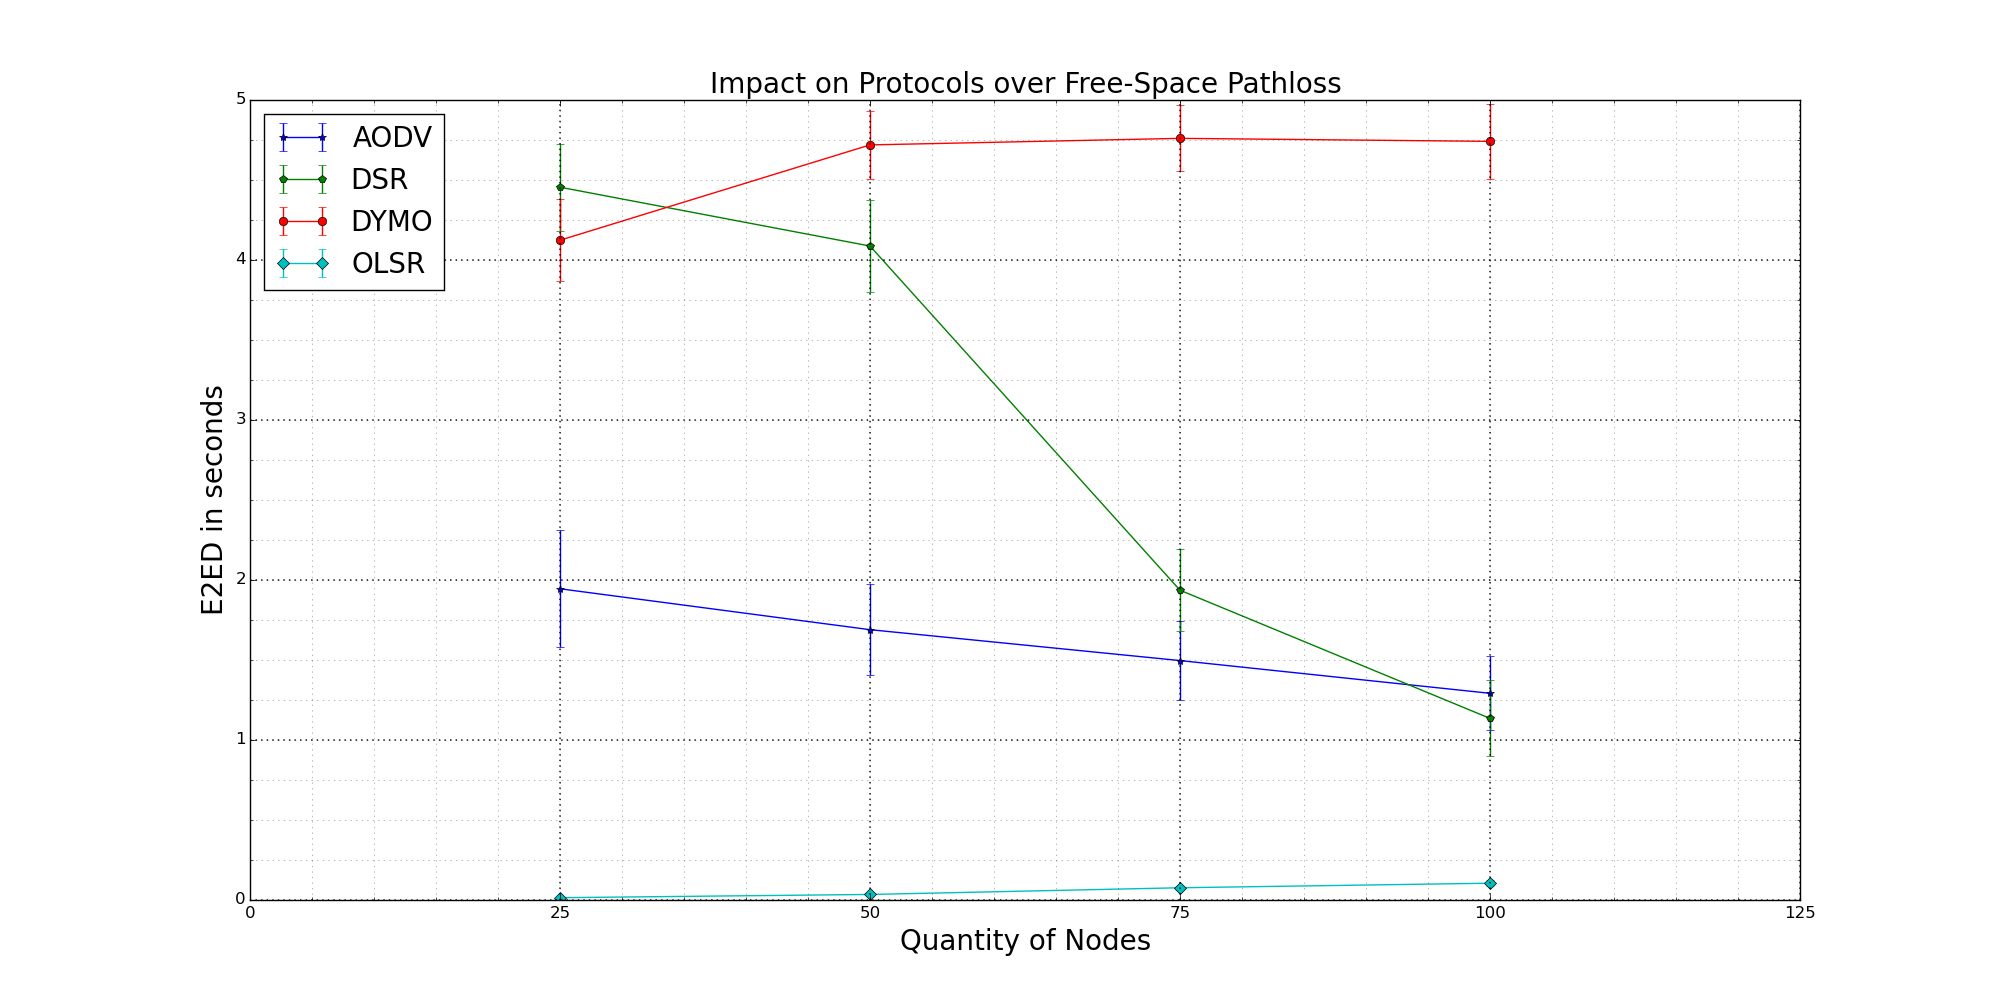 Impact on Protocols over Free-Space Pathloss
5
AODV
DSR
DYMO
OLSR
4
3
2
1
0
E2ED in seconds
0 25 50 75 100 125
Quantity of Nodes